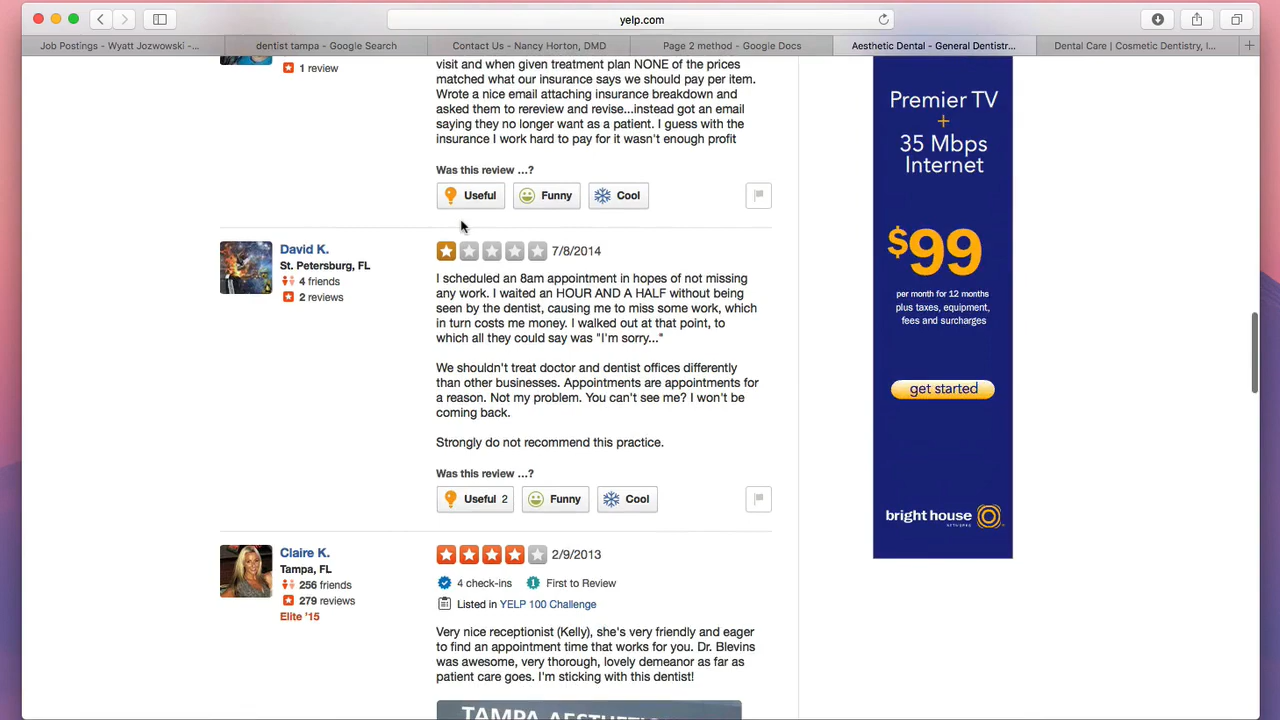 yelp.com
Job Postings - Wyatt Jozwowski -...
dentist tampa - Google Search
Contact Us - Nancy Horton, DMD
Page 2 method - Google Docs
Aesthetic Dental - General Dentistr...
Dental Care | Cosmetic Dentistry, I...
1 review
visit and when given treatment plan NONE of the prices
matched what our insurance says we should pay per item.
Wrote a nice email attaching insurance breakdown and
asked them to rereview and revise...instead got an email
saying they no longer want as a patient. I guess with the
insurance I work hard to pay for it wasn't enough profit
Was this review ...?
Useful Funny Cool
David K.
St. Petersburg, FL
4 friends
2 reviews
7/8/2014
I scheduled an 8am appointment in hopes of not missing
any work. I waited an HOUR AND A HALF without being
seen by the dentist, causing me to miss some work, which
in turn costs me money. I walked out at that point, to
which all they could say was "I'm sorry..."
We shouldn't treat doctor and dentist offices differently
than other businesses. Appointments are appointments for
a reason. Not my problem. You can't see me? I won't be
coming back.
Strongly do not recommend this practice.
Was this review ...?
Useful 2 Funny Cool
Claire K.
Tampa, FL
256 friends
279 reviews
Elite '15
2/9/2013
4 check-ins 1 First to Review
Listed in YELP 100 Challenge
Very nice receptionist (Kelly), she's very friendly and eager
to find an appointment time that works for you. Dr. Blevins
was awesome, very thorough, lovely demeanor as far as
patient care goes. I'm sticking with this dentist!
Premier TV
+
35 Mbps
Internet
$99
per month for 12 months
plus taxes, equipment,
fees and surcharges
get started
bright house